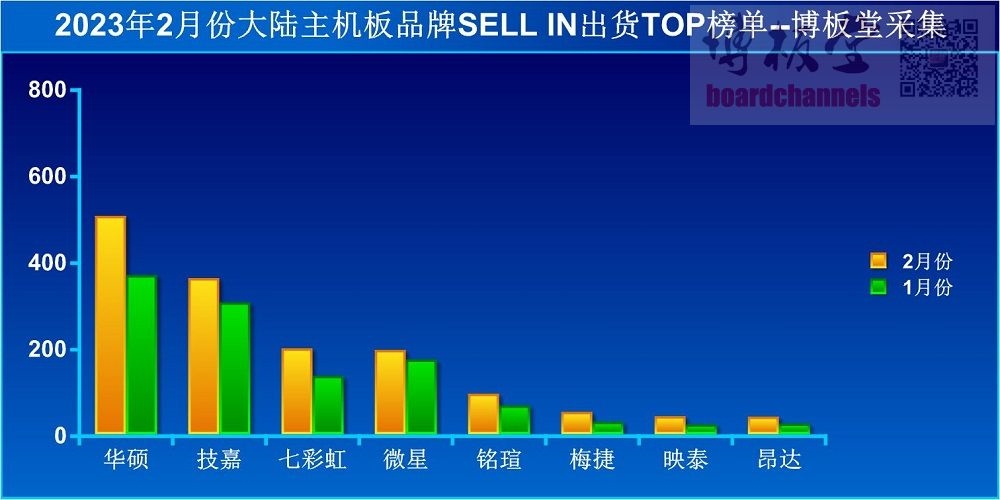 2023年2月份大陆主机板品牌SELL IN出货TOP榜单--博板堂采集
博板堂
boardchannels
800
600
400
200
0
华硕
技嘉
七彩虹
微星
铭瑄
梅捷
映泰
昂达
2月份
1月份